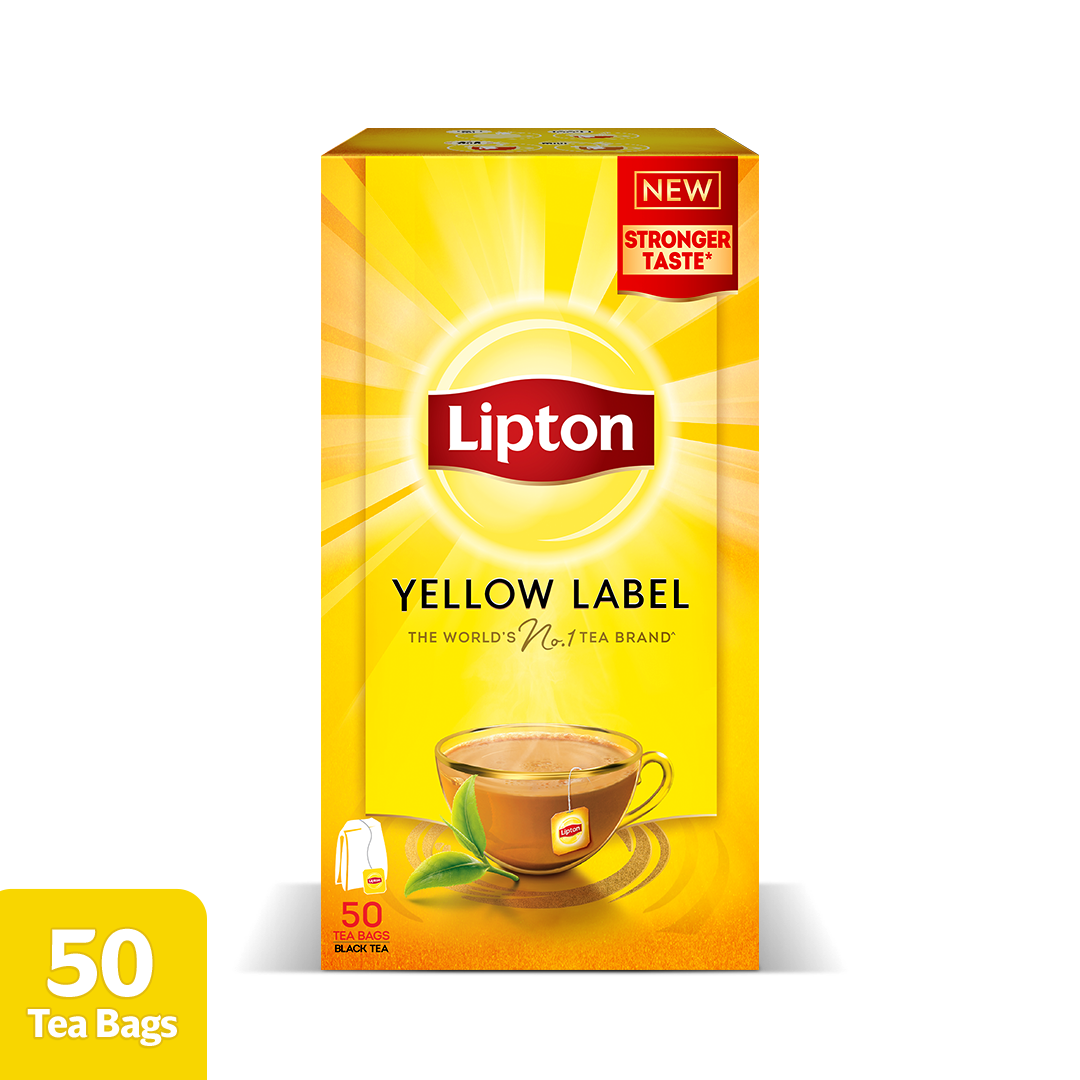 NEW
STRONGER
TASTE*
Lipton
YELLOW LABEL
THE WORLD'S No.1 TEA BRAND^
Lipton
Lipton
50
TEA BAGS
BLACK TEA
50
Tea Bags